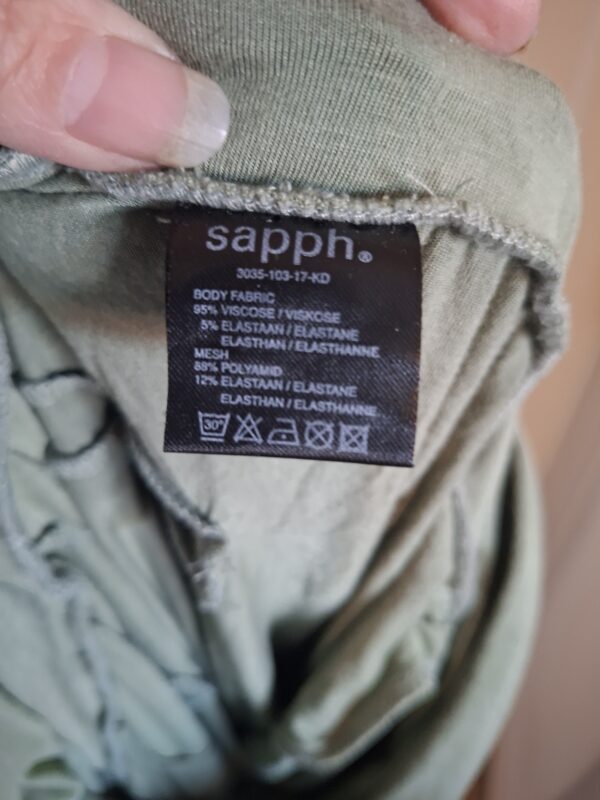 sapph.®
3035-103-17-KD
BODY FABRIC
95% VISCOSE / VISKOSE
5% ELASTAAN / ELASTANE
ELASTHAN / ELASTHANNE
MESH
88% POLYAMID
12% ELASTAAN / ELASTANE
ELASTHAN / ELASTHANNE
30°